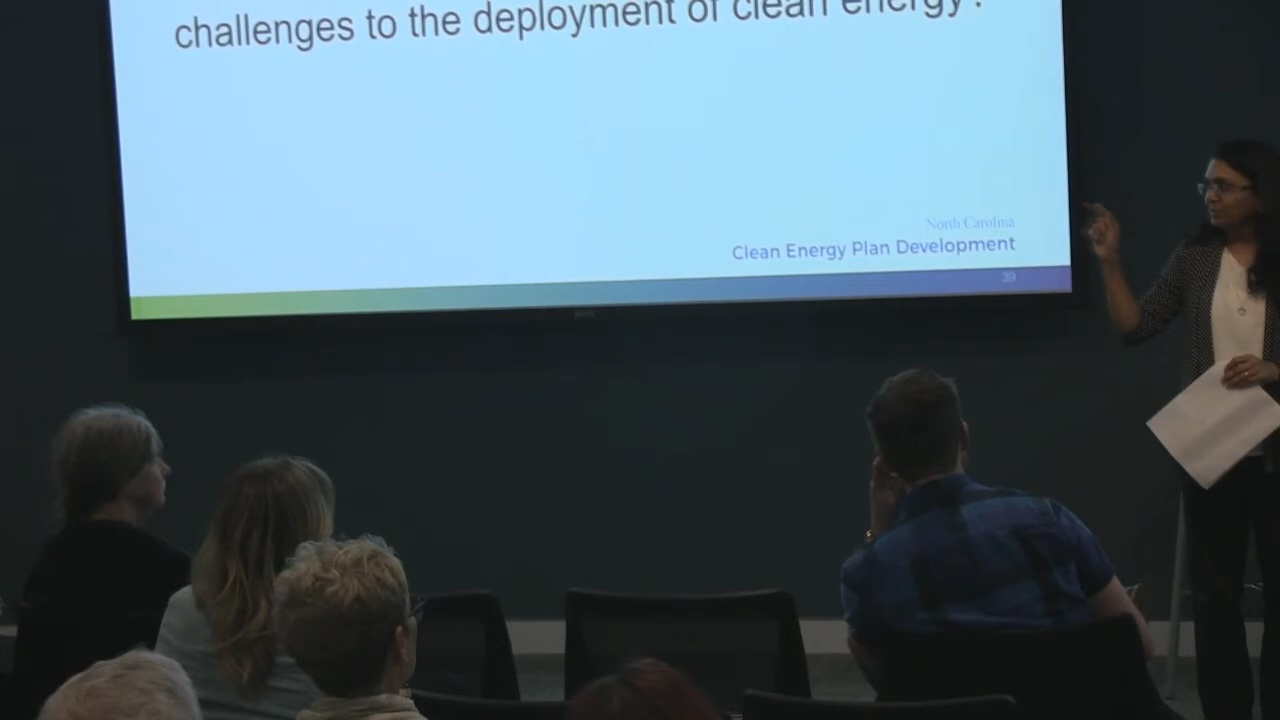 challenges to the deployment of clean energy?
North Carolina
Clean Energy Plan Development
39